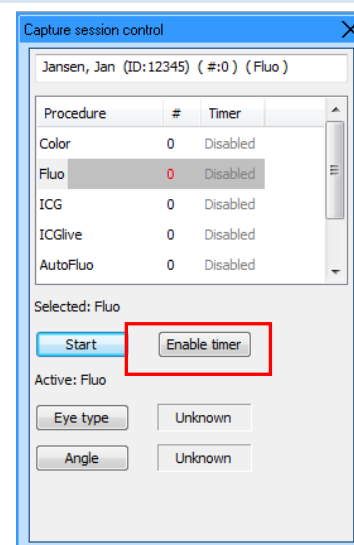 Capture session control
Jansen, Jan (ID:12345) ( #:0 ) ( Fluo )
Procedure # Timer
Color 0 Disabled
Fluo 0 Disabled
ICG 0 Disabled
ICGlive 0 Disabled
AutoFluo 0 Disabled
Selected: Fluo
Start Enable timer
Active: Fluo
Eye type Unknown
Angle Unknown